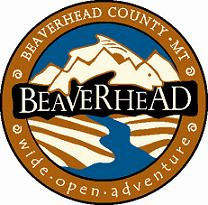 BEAVERHEAD COUNTY · MT
BEAVERHEAD
wide · open · adventure